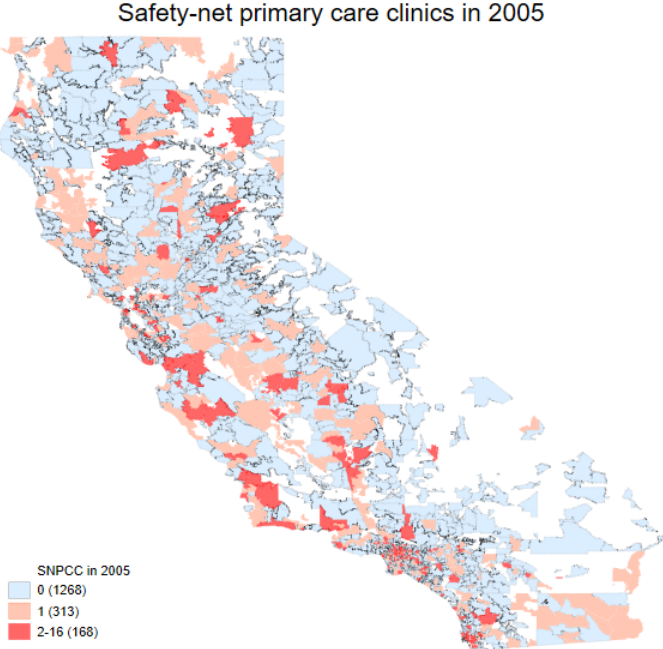 Safety-net primary care clinics in 2005
SNPCC in 2005
0 (1268)
1 (313)
2-16 (168)